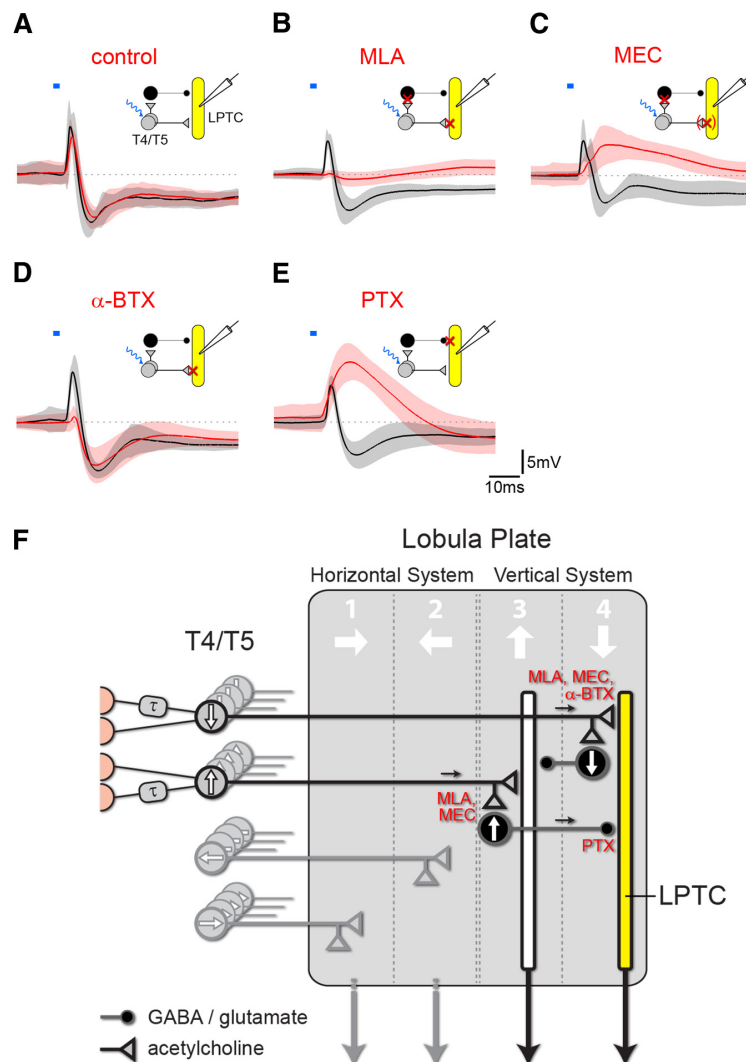 A
control
LPTC
T4/T5
B
MLA
C
MEC
D
α-BTX
E
PTX
5mV
10ms
F
Lobula Plate
Horizontal System
Vertical System
1
2
3
4
T4/T5
MLA, MEC,
α-BTX
τ
τ
MLA,
MEC
PTX
LPTC
GABA / glutamate
acetylcholine